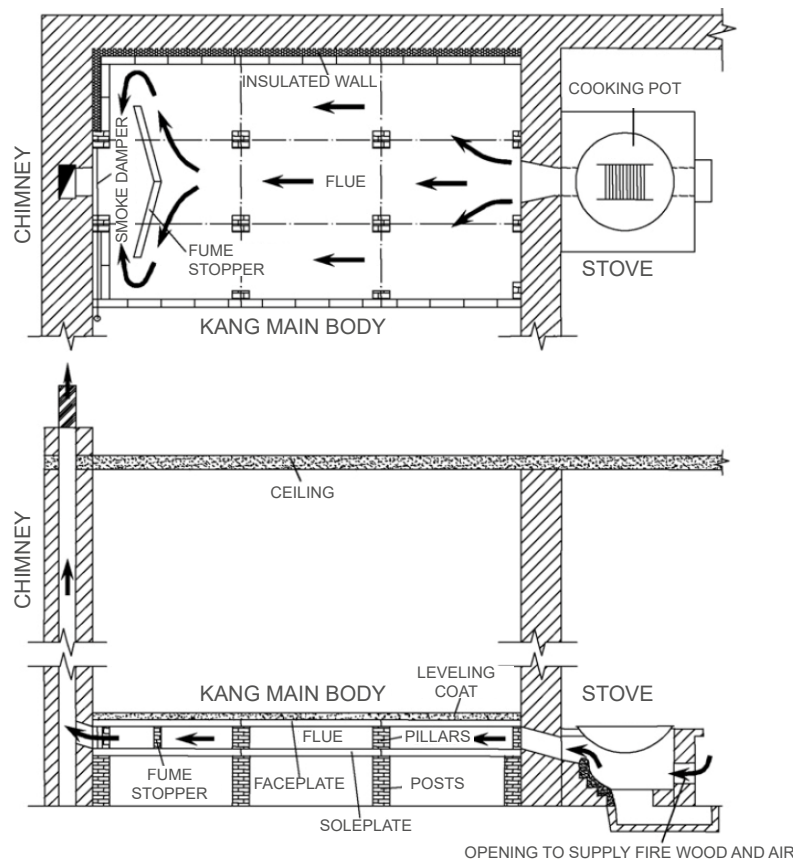 INSULATED WALL
COOKING POT
CHIMNEY
SMOKE DAMPER
FLUE
FUME
STOPPER
STOVE
KANG MAIN BODY
CEILING
CHIMNEY
KANG MAIN BODY
LEVELING
COAT
STOVE
FLUE
PILLARS
FUME
STOPPER
FACEPLATE
POSTS
SOLEPLATE
OPENING TO SUPPLY FIRE WOOD AND AIR